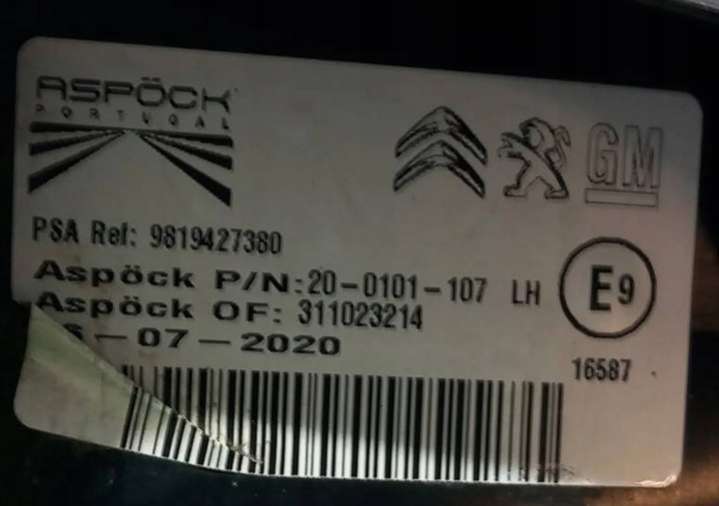 ASPÖCK
PORTUGAL
GM
PSA Ref: 9819427380
Aspöck P/N:20-0101-107 LH
E9
Aspöck OF: 311023214
-07-2020
16587